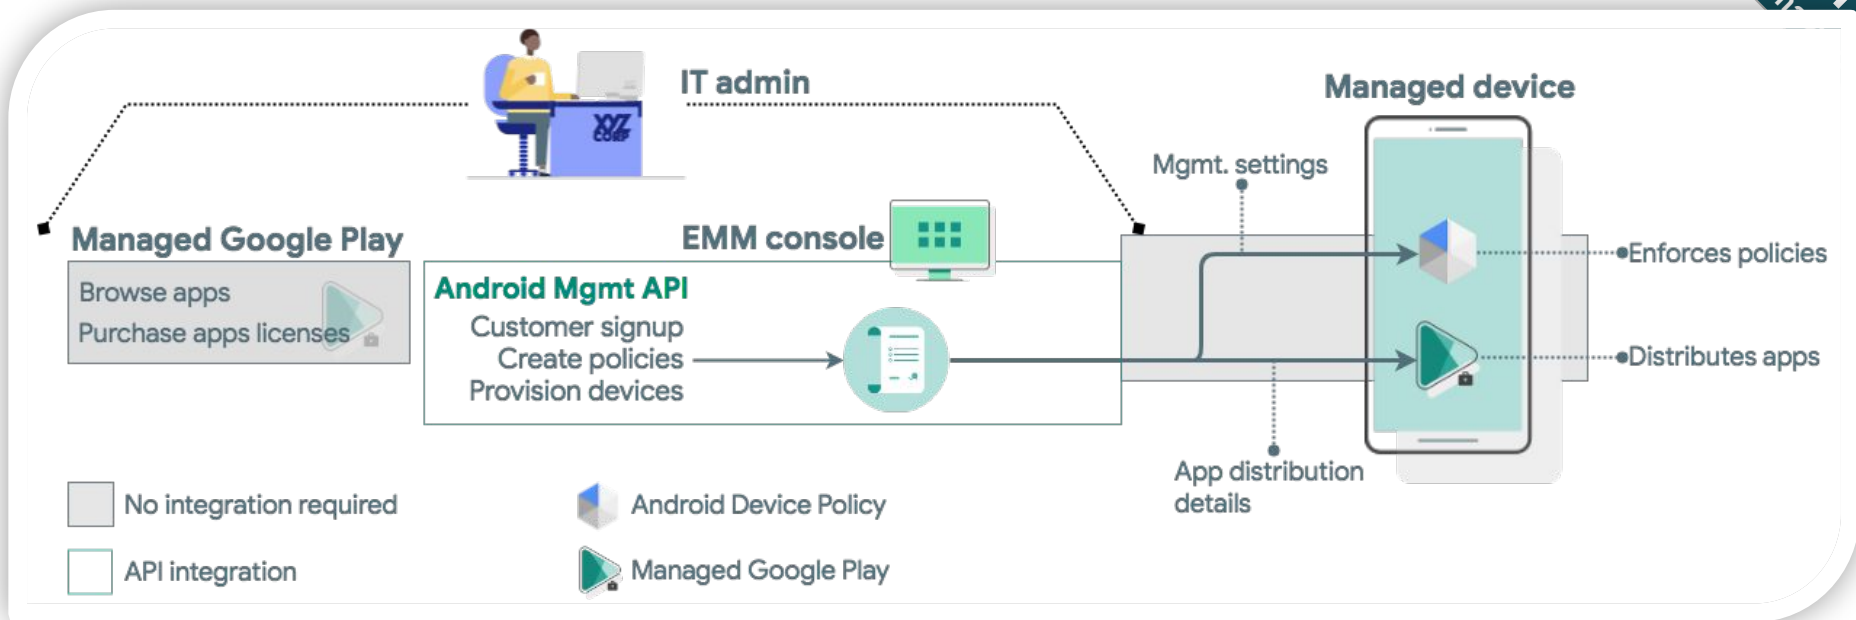 IT admin
XYZ
CORP
Managed device
Mgmt. settings
Managed Google Play
EMM console
Browse apps
Purchase apps licenses
Android Mgmt API
Customer signup
Create policies
Provision devices
Enforces policies
Distributes apps
App distribution
details
No integration required
Android Device Policy
API integration
Managed Google Play